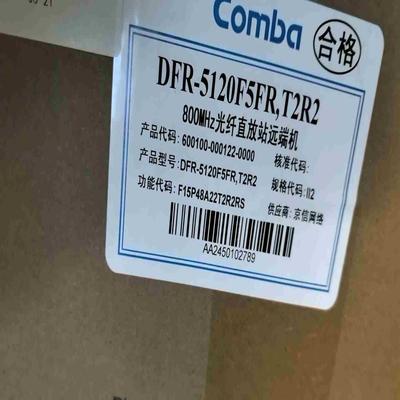 Comba
合格
DFR-5120F5FR,T2R2
800MHz光纤直放站远端机
产品代码: 600100-000122-0000
核准代码:
产品型号: DFR-5120F5FR,T2R2
规格代码: II2
功能代码: F15P48A22T2R2RS
供应商: 京信网络
AA2450102789